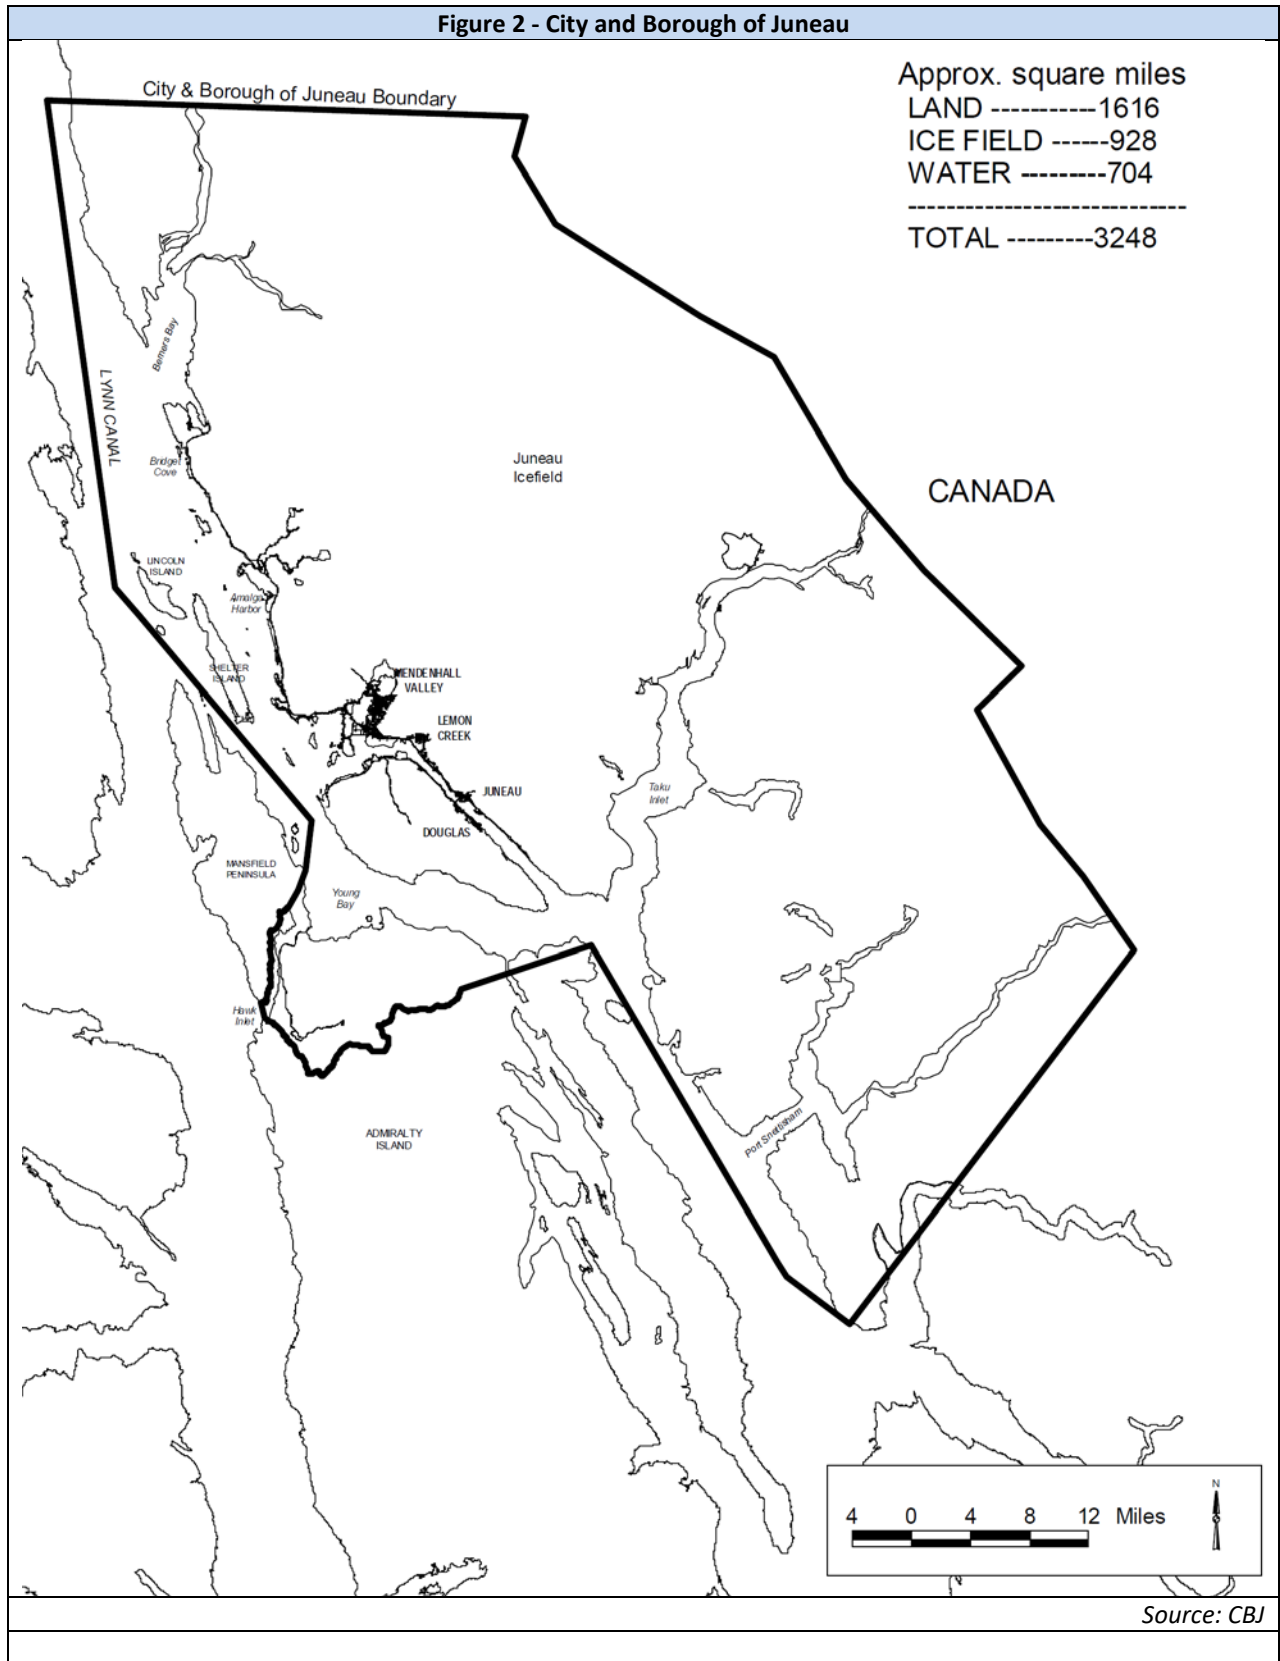 Figure 2 - City and Borough of Juneau
City & Borough of Juneau Boundary
Approx. square miles
LAND -----------1616
ICE FIELD ------928
WATER ---------704
-----------------------------
TOTAL ---------3248
Berners Bay
LYNN CANAL
Bridget
Cove
Juneau
Icefield
CANADA
LINCOLN
ISLAND
Amalga
Harbor
SHELTER
ISLAND
MENDENHALL
VALLEY
LEMON
CREEK
JUNEAU
DOUGLAS
Taku
Inlet
MANSFIELD
PENINSULA
Young
Bay
Hawk
Inlet
ADMIRALTY
ISLAND
Port Snettisham
4 0 4 8 12 Miles
N
Source: CBJ